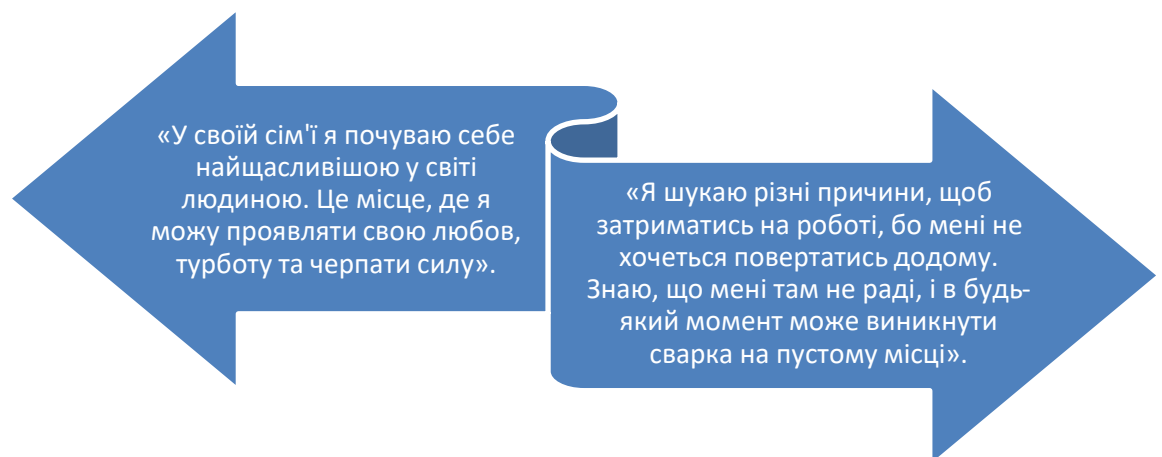 «У своїй сім'ї я почуваю себе
найщасливішою у світі
людиною. Це місце, де я
можу проявляти свою любов,
турботу та черпати силу».
«Я шукаю різні причини, щоб
затриматись на роботі, бо мені не
хочеться повертатись додому.
Знаю, що мені там не раді, і в будь-
який момент може виникнути
сварка на пустому місці».